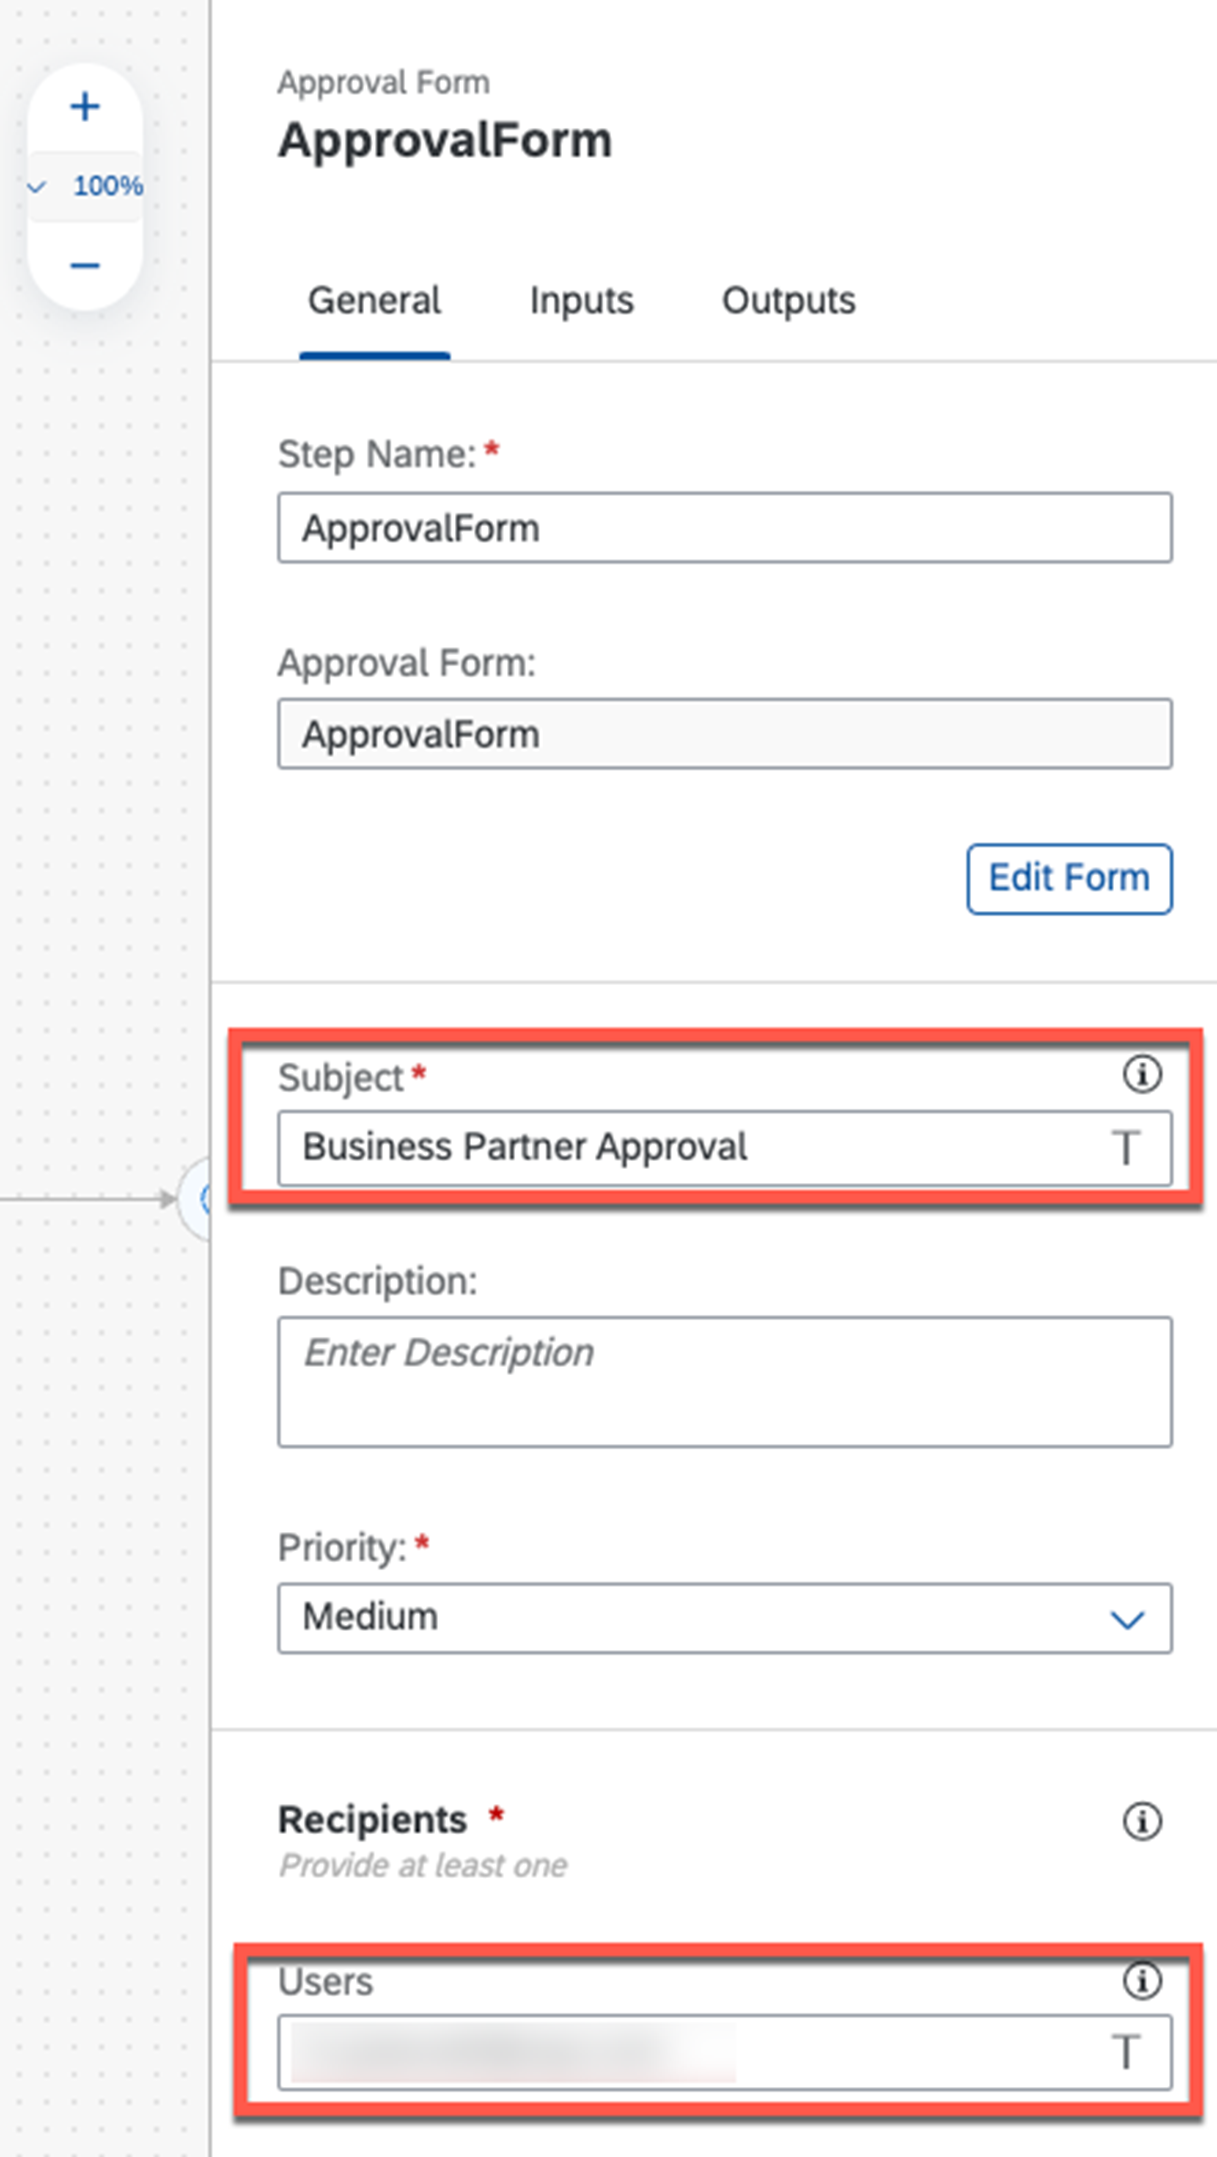 Approval Form
ApprovalForm
100%
General Inputs Outputs
Step Name: *
ApprovalForm
Approval Form:
ApprovalForm
Edit Form
Subject *
Business Partner Approval
T
Description:
Enter Description
Priority: *
Medium
Recipients *
Provide at least one
Users
T